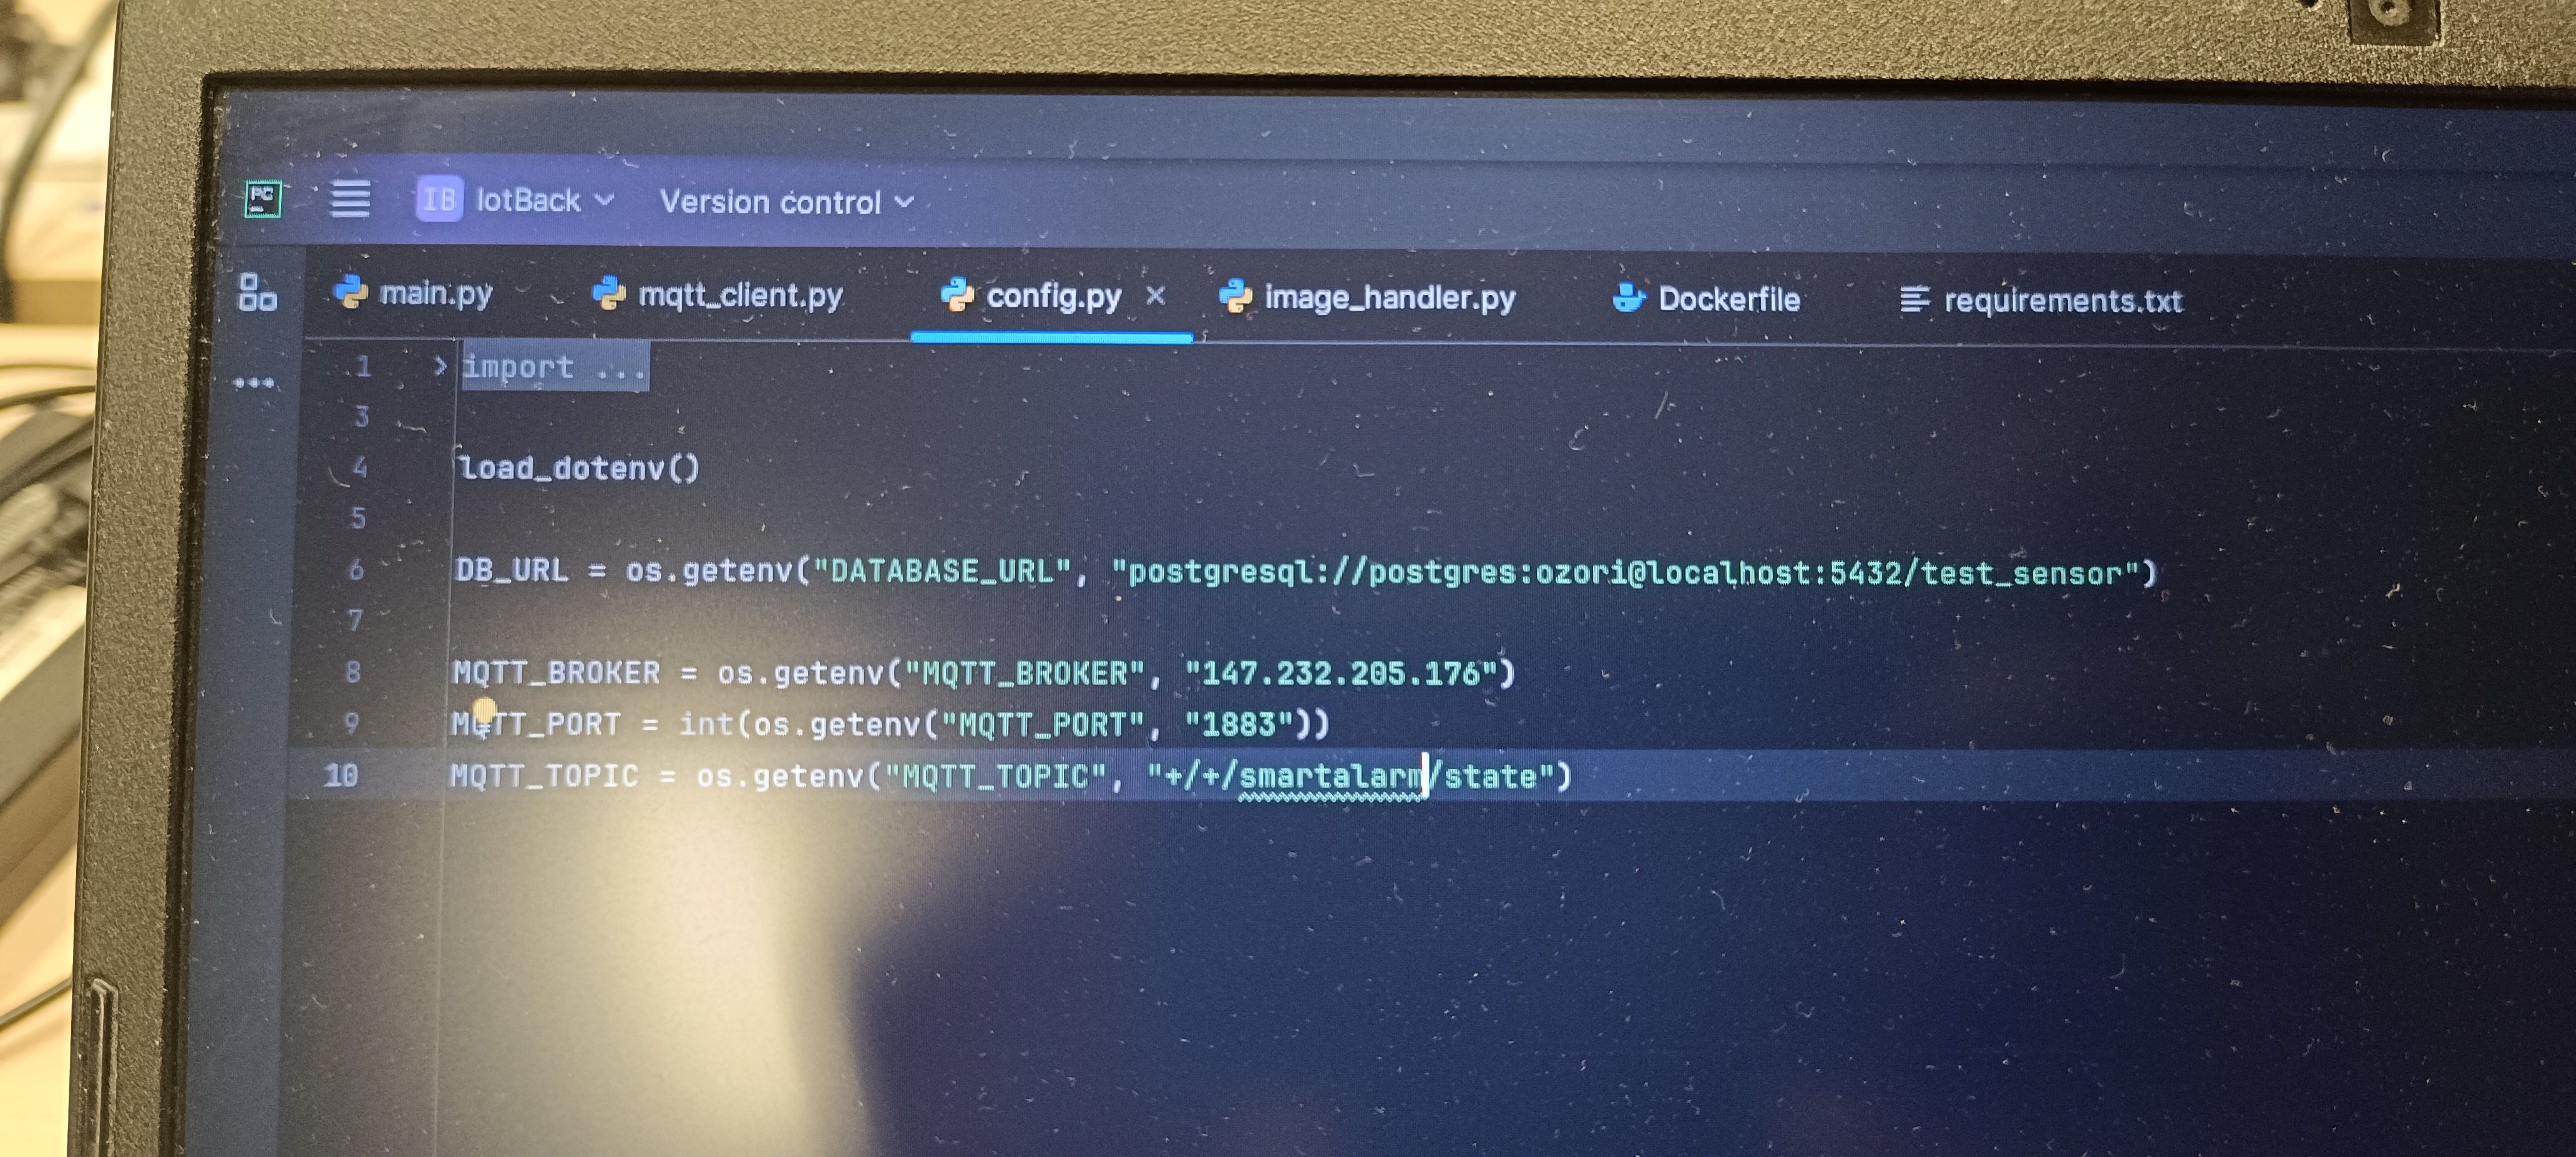 PC IB IotBack Version control
main.py mqtt_client.py config.py image_handler.py Dockerfile requirements.txt
1 import ...
3
4 load_dotenv()
5
6 DB_URL = os.getenv("DATABASE_URL", "postgresql://postgres:ozori@localhost:5432/test_sensor")
7
8 MQTT_BROKER = os.getenv("MQTT_BROKER", "147.232.205.176")
9 MQTT_PORT = int(os.getenv("MQTT_PORT", "1883"))
10 MQTT_TOPIC = os.getenv("MQTT_TOPIC", "+/+/smartalarm/state")